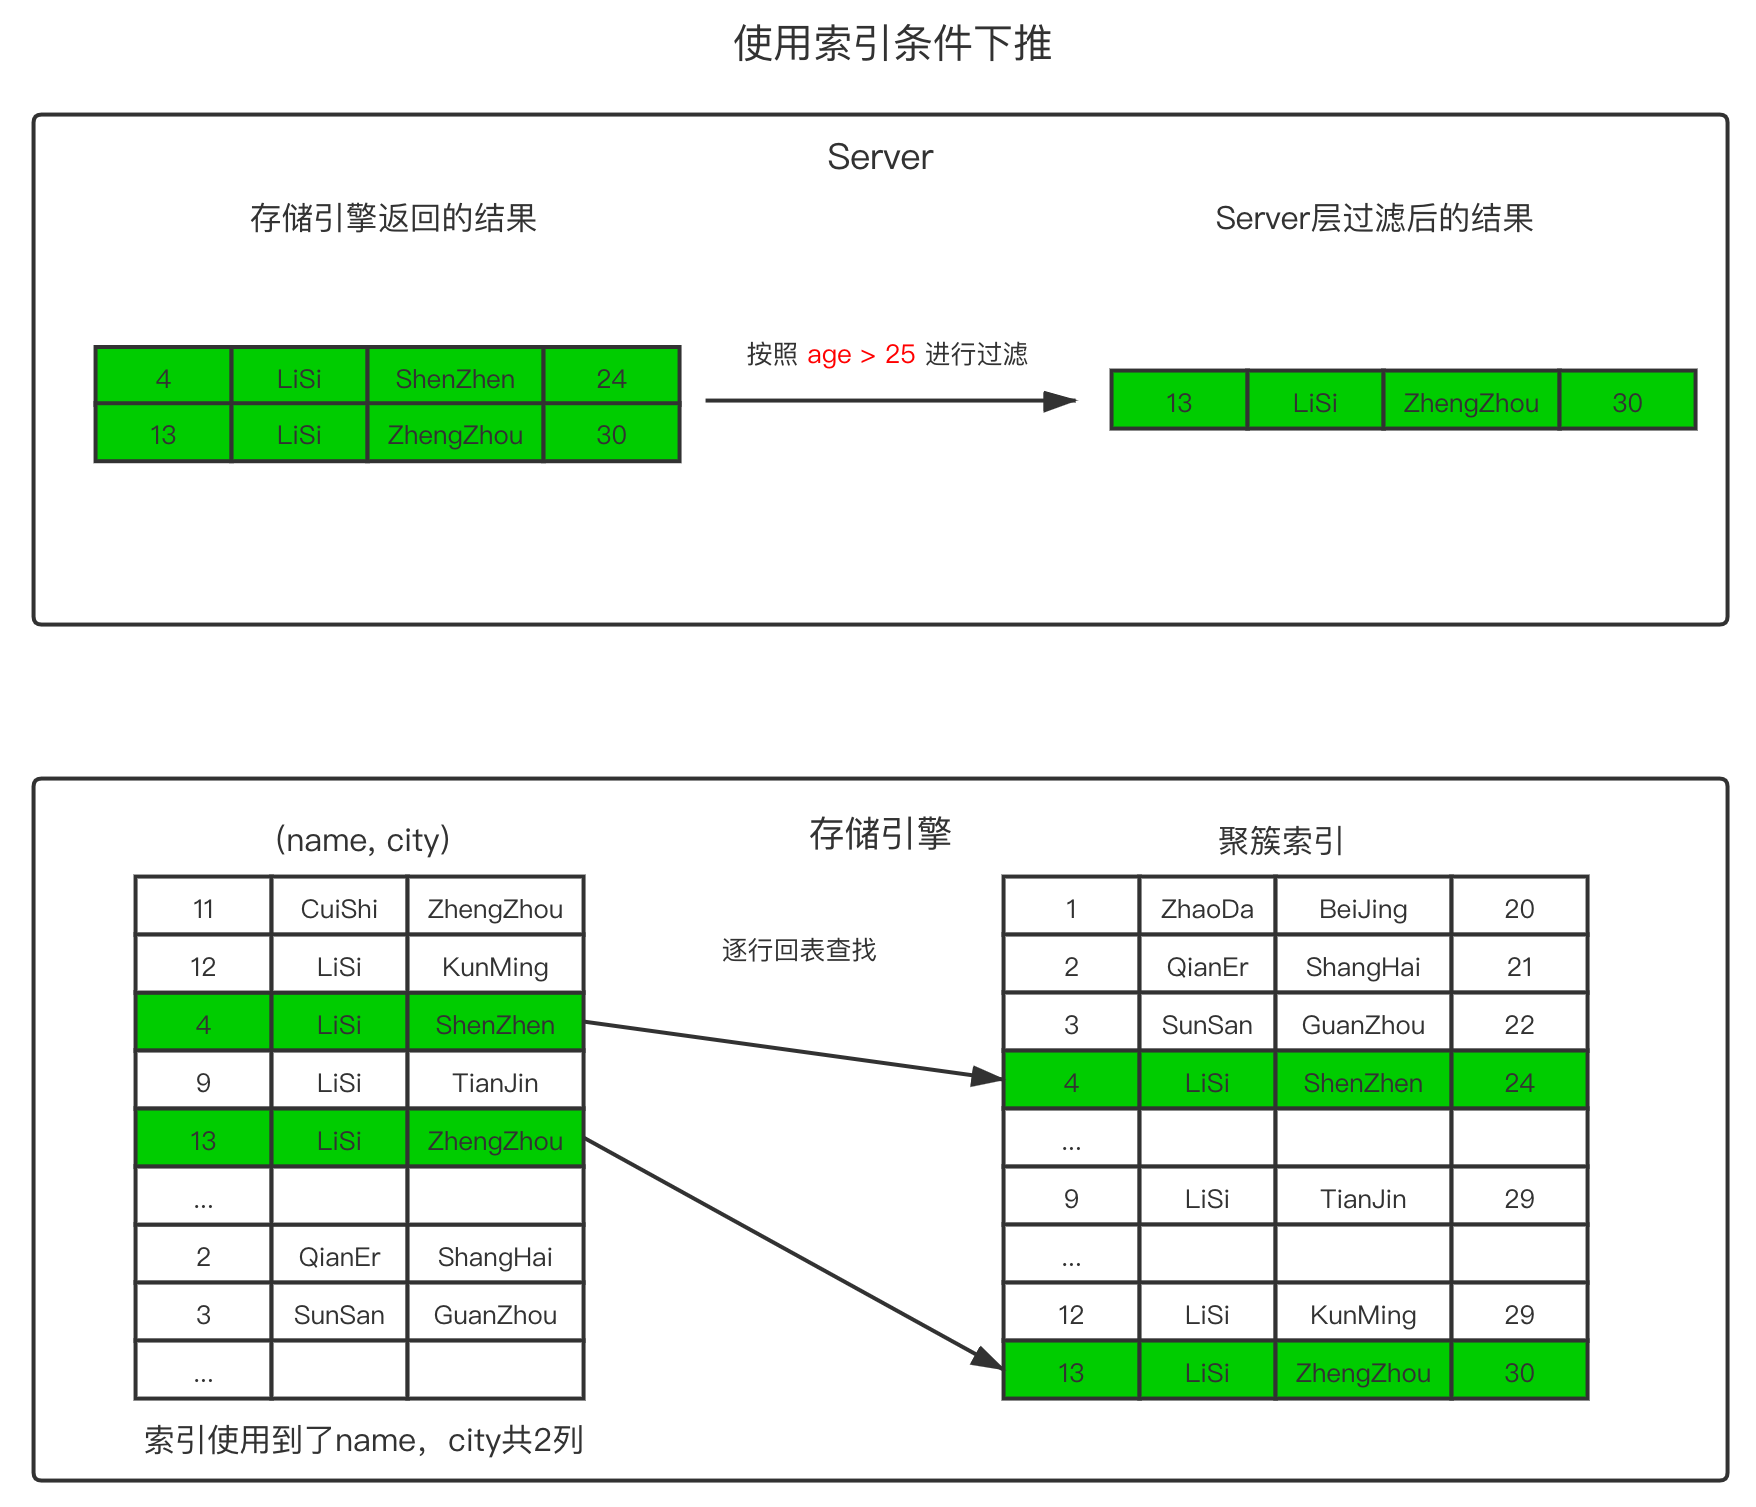 使用索引条件下推
Server
存储引擎返回的结果
Server层过滤后的结果
按照 age > 25 进行过滤
4 LiSi ShenZhen 24
13 LiSi ZhengZhou 30
13 LiSi ZhengZhou 30
存储引擎
(name, city)
11 CuiShi ZhengZhou
12 LiSi KunMing
4 LiSi ShenZhen
9 LiSi TianJin
13 LiSi ZhengZhou
...
2 QianEr ShangHai
3 SunSan GuanZhou
...
索引使用到了name，city共2列
逐行回表查找
聚簇索引
1 ZhaoDa BeiJing 20
2 QianEr ShangHai 21
3 SunSan GuanZhou 22
4 LiSi ShenZhen 24
...
9 LiSi TianJin 29
...
12 LiSi KunMing 29
13 LiSi ZhengZhou 30